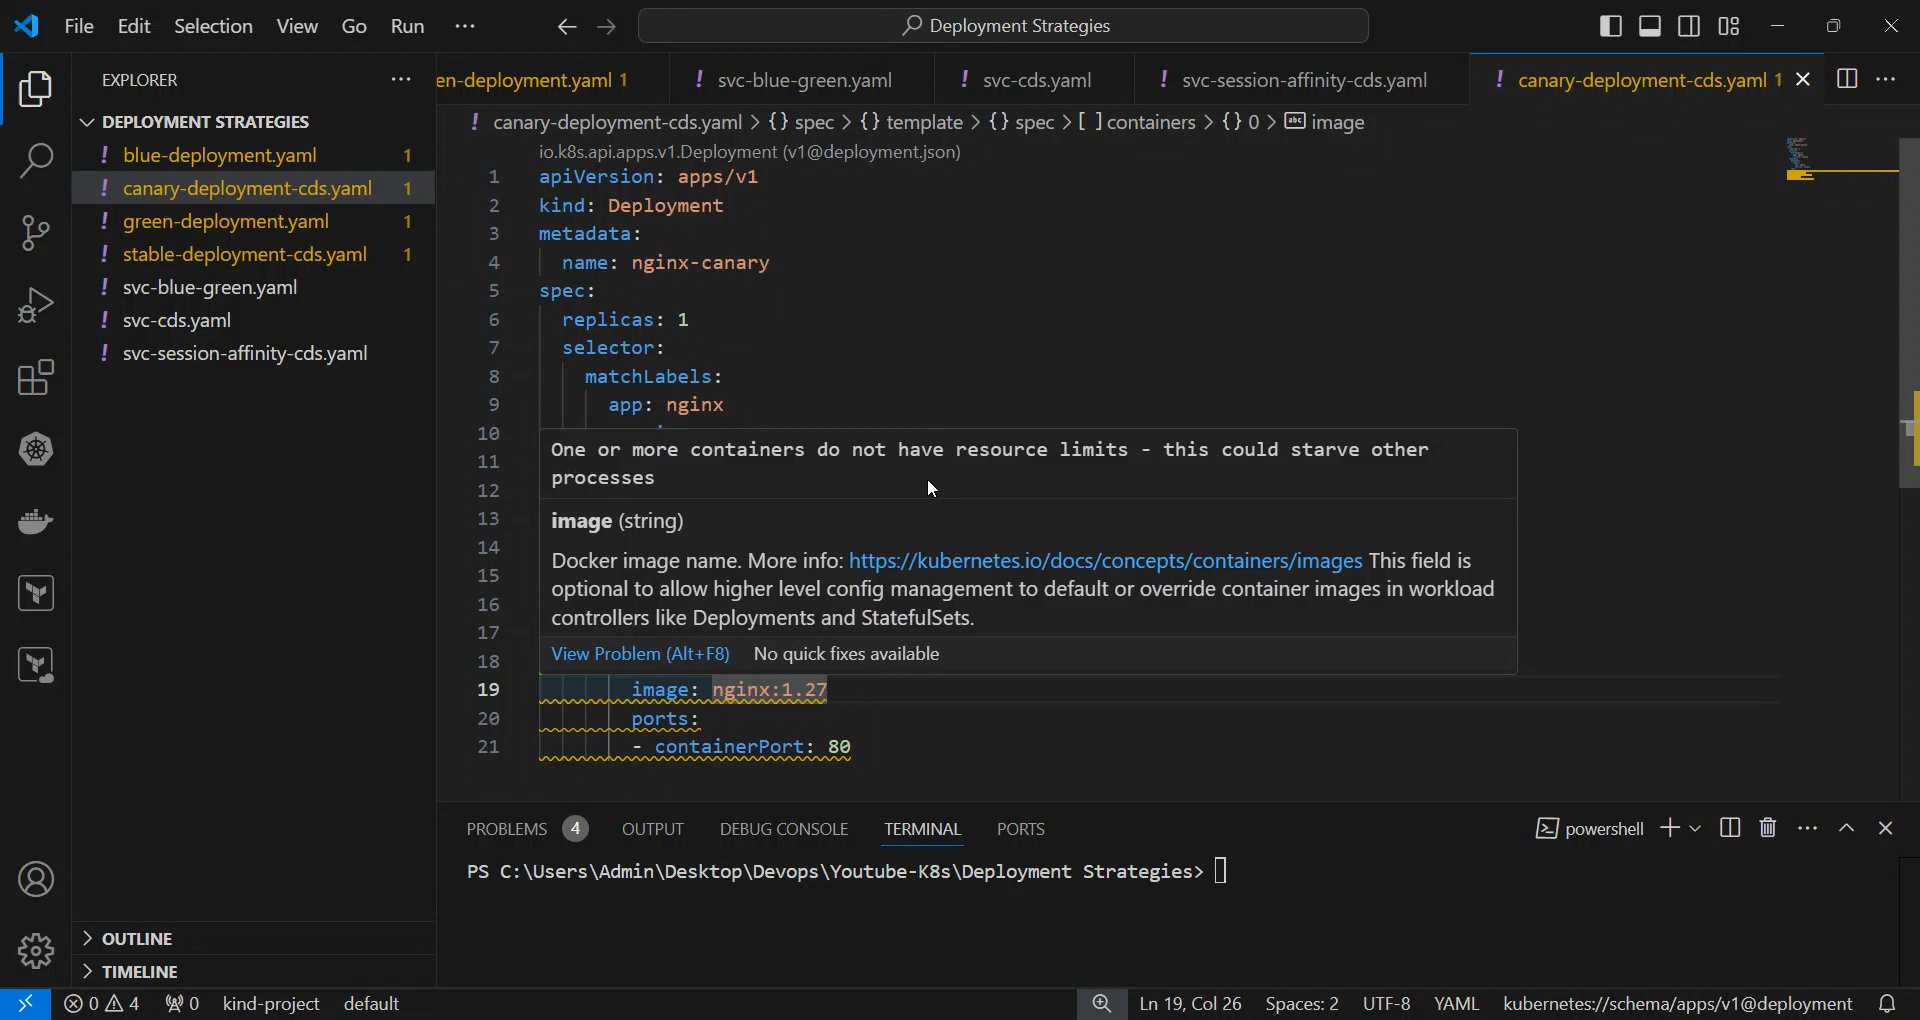 File Edit Selection View Go Run ··· Deployment Strategies
EXPLORER ···
DEPLOYMENT STRATEGIES
! blue-deployment.yaml 1
! canary-deployment-cds.yaml 1
! green-deployment.yaml 1
! stable-deployment-cds.yaml 1
! svc-blue-green.yaml
! svc-cds.yaml
! svc-session-affinity-cds.yaml
OUTLINE
TIMELINE
en-deployment.yaml 1 ! svc-blue-green.yaml ! svc-cds.yaml ! svc-session-affinity-cds.yaml ! canary-deployment-cds.yaml 1
! canary-deployment-cds.yaml > {} spec > {} template > {} spec > [ ] containers > {} 0 > abc image
io.k8s.api.apps.v1.Deployment (v1@deployment.json)
1 apiVersion: apps/v1
2 kind: Deployment
3 metadata:
4 name: nginx-canary
5 spec:
6 replicas: 1
7 selector:
8 matchLabels:
9 app: nginx
10
11
12
13
14
15
16
17
18
One or more containers do not have resource limits - this could starve other
processes
image (string)
Docker image name. More info: https://kubernetes.io/docs/concepts/containers/images This field is
optional to allow higher level config management to default or override container images in workload
controllers like Deployments and StatefulSets.
View Problem (Alt+F8) No quick fixes available
19 image: nginx:1.27
20 ports:
21 - containerPort: 80
PROBLEMS 4 OUTPUT DEBUG CONSOLE TERMINAL PORTS powershell
PS C:\Users\Admin\Desktop\Devops\Youtube-K8s\Deployment Strategies>
0 4 0 kind-project default Ln 19, Col 26 Spaces: 2 UTF-8 YAML kubernetes://schema/apps/v1@deployment